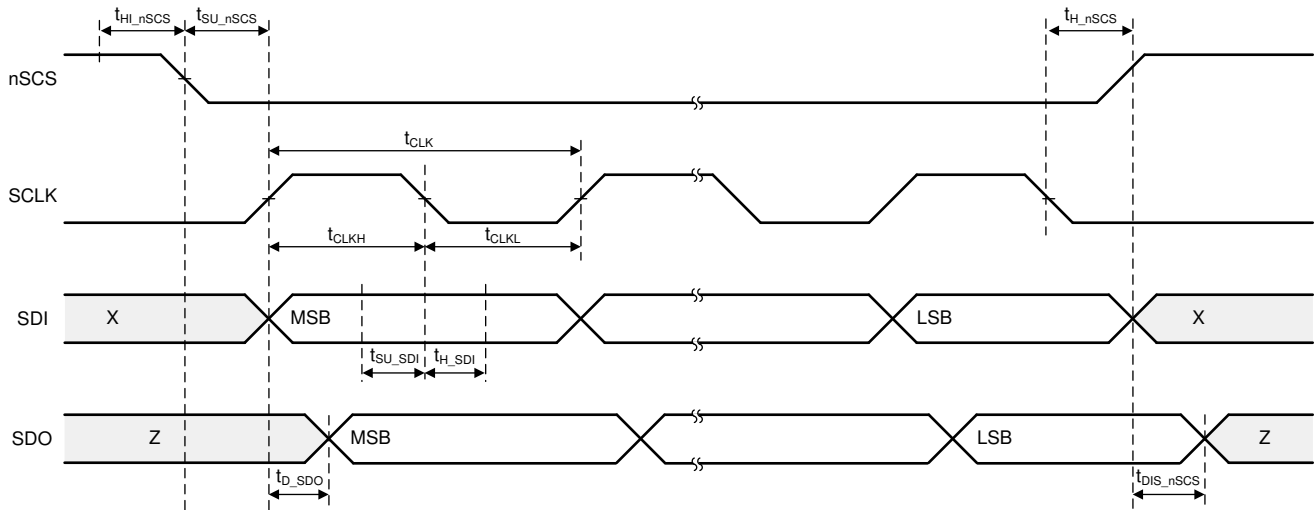 tHI_nSCS tSU_nSCS tH_nSCS
nSCS
tCLK
SCLK
tCLKH tCLKL
SDI X MSB LSB X
tSU_SDI tH_SDI
SDO Z MSB LSB Z
tD_SDO tDIS_nSCS